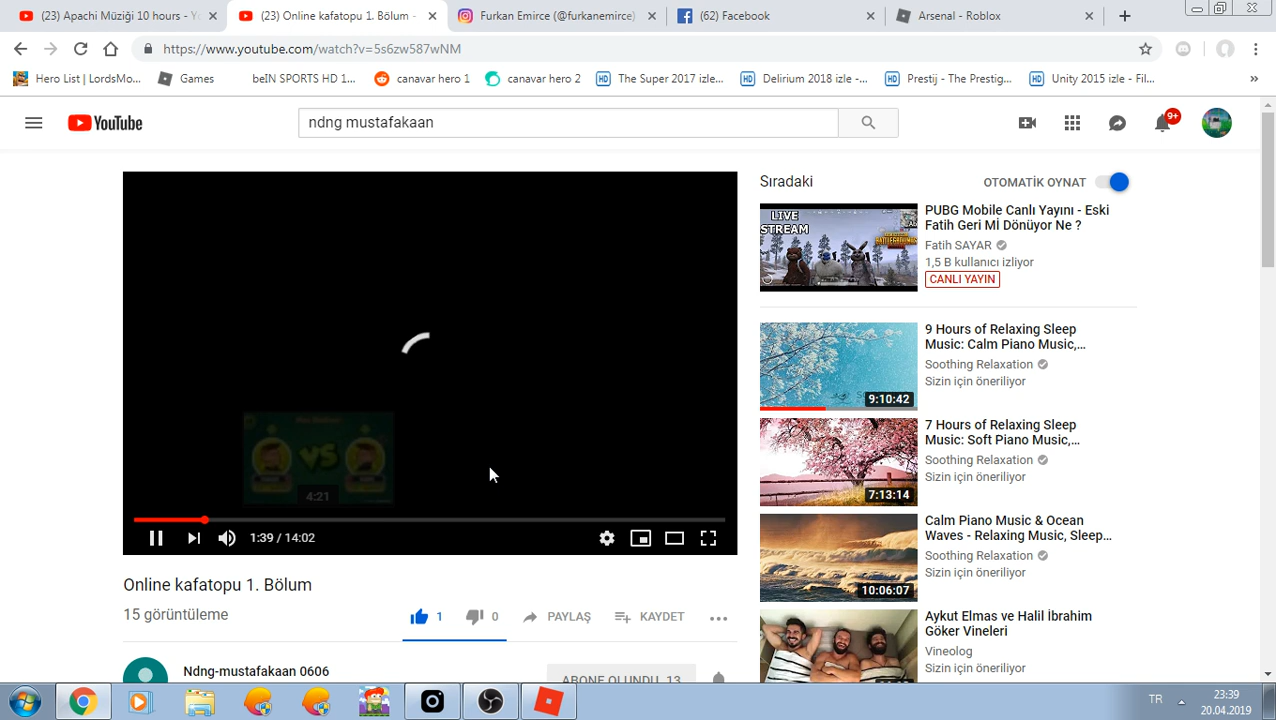 (23) Apachi Müziği 10 hours - Y
(23) Online kafatopu 1. Bölum -
Furkan Emirce (@furkanemirce)
(62) Facebook
Arsenal - Roblox
https://www.youtube.com/watch?v=5s6zw587wNM
Hero List | LordsMo...
Games
beIN SPORTS HD 1...
canavar hero 1
canavar hero 2
The Super 2017 izle...
Delirium 2018 izle -...
Prestij - The Prestig...
Unity 2015 izle - Fil...
YouTube
ndng mustafakaan
9+
Sıradaki
OTOMATİK OYNAT
LIVE
STREAM
PUBG Mobile Canlı Yayını - Eski
Fatih Geri Mİ Dönüyor Ne ?
Fatih SAYAR
1,5 B kullanıcı izliyor
CANLI YAYIN
9 Hours of Relaxing Sleep
Music: Calm Piano Music,...
Soothing Relaxation
Sizin için öneriliyor
9:10:42
7 Hours of Relaxing Sleep
Music: Soft Piano Music,...
Soothing Relaxation
Sizin için öneriliyor
7:13:14
Calm Piano Music & Ocean
Waves - Relaxing Music, Sleep...
Soothing Relaxation
Sizin için öneriliyor
10:06:07
Aykut Elmas ve Halil İbrahim
Göker Vineleri
Vineolog
Sizin için öneriliyor
VS
4:21
1:39 / 14:02
Online kafatopu 1. Bölum
15 görüntüleme
1
0
PAYLAŞ
KAYDET
Ndng-mustafakaan 0606
ABONE OLUNDU 13
TR
23:39
20.04.2019